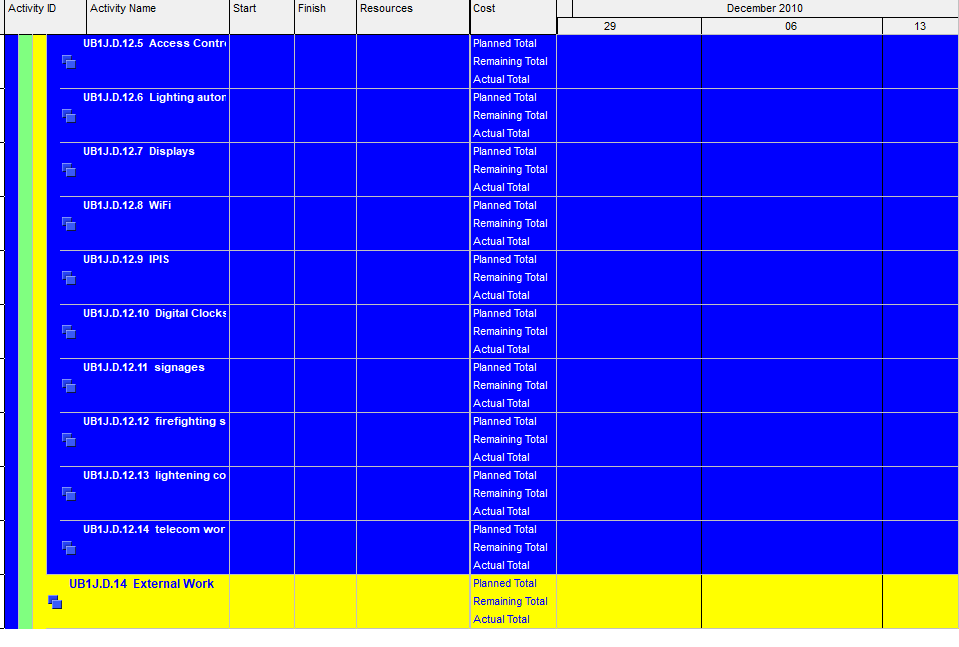 Activity ID Activity Name Start Finish Resources Cost December 2010
29 06 13
UB1J.D.12.5 Access Contr Planned Total
Remaining Total
Actual Total
UB1J.D.12.6 Lighting autor Planned Total
Remaining Total
Actual Total
UB1J.D.12.7 Displays Planned Total
Remaining Total
Actual Total
UB1J.D.12.8 WiFi Planned Total
Remaining Total
Actual Total
UB1J.D.12.9 IPIS Planned Total
Remaining Total
Actual Total
UB1J.D.12.10 Digital Clocks Planned Total
Remaining Total
Actual Total
UB1J.D.12.11 signages Planned Total
Remaining Total
Actual Total
UB1J.D.12.12 firefighting s Planned Total
Remaining Total
Actual Total
UB1J.D.12.13 lightening co Planned Total
Remaining Total
Actual Total
UB1J.D.12.14 telecom wor Planned Total
Remaining Total
Actual Total
UB1J.D.14 External Work Planned Total
Remaining Total
Actual Total